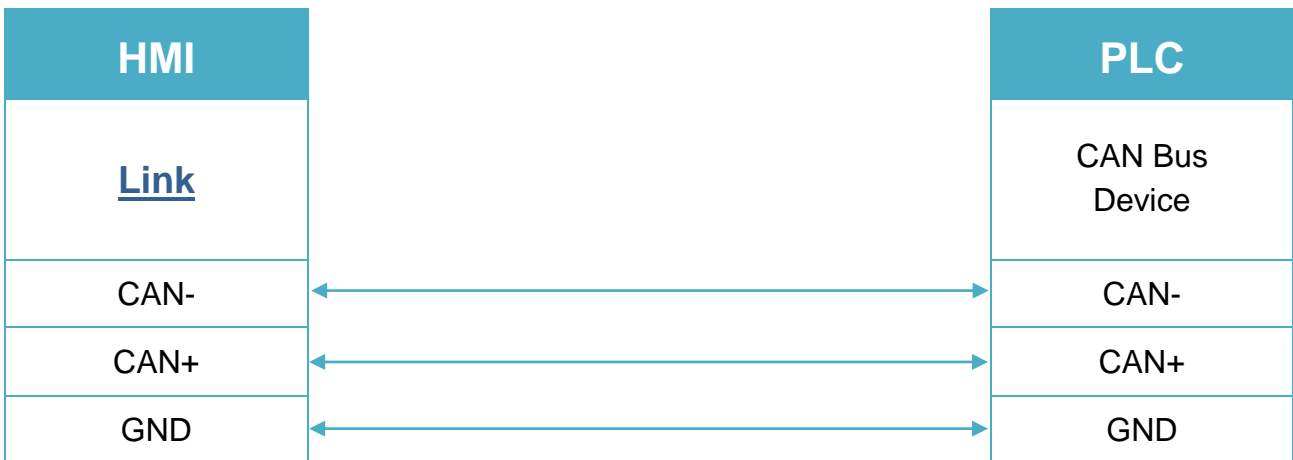 HMI
PLC
Link
CAN Bus
Device
CAN-
CAN-
CAN+
CAN+
GND
GND